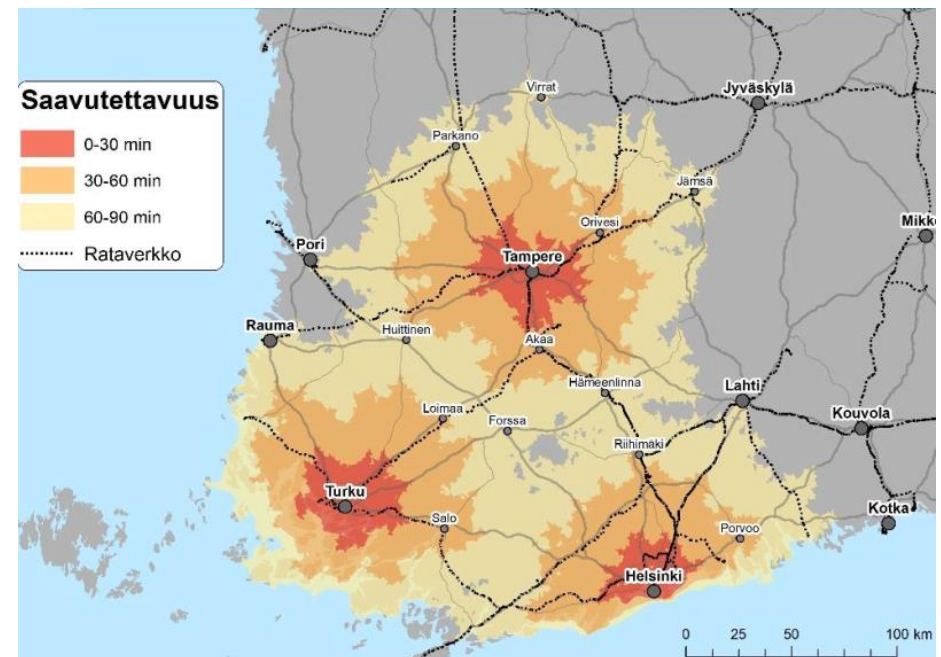 Saavutettavuus
0-30 min
30-60 min
60-90 min
Rataverkko
Virrat
Jyväskylä
Parkano
Jämsä
Orivesi
Mikke
Pori
Tampere
Rauma
Huittinen
Akaa
Hämeenlinna
Lahti
Loimaa
Forssa
Kouvola
Riihimäki
Turku
Salo
Porvoo
Kotka
Helsinki
0 25 50 100 km